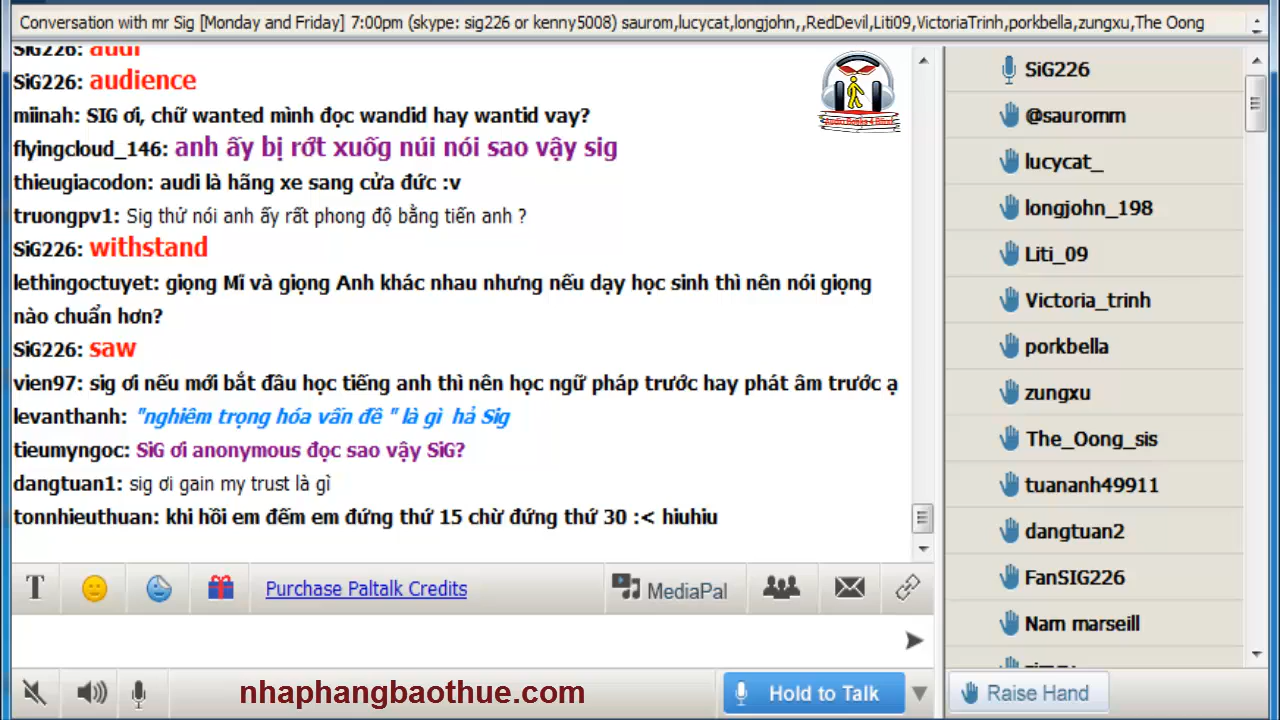 Conversation with mr Sig [Monday and Friday] 7:00pm (skype: sig226 or kenny5008) saurom,lucycat,longjohn,,RedDevil,Liti09,VictoriaTrinh,porkbella,zungxu,The Oong
SiG226: audi
SiG226: audience
miinah: SIG ơi, chữ wanted mình đọc wandid hay wantid vay?
flyingcloud_146: anh ấy bị rớt xuốg núi nói sao vậy sig
thieugiacodon: audi là hãng xe sang cửa đức :v
truongpv1: Sig thử nói anh ấy rất phong độ bằng tiến anh ?
SiG226: withstand
lethingoctuyet: giọng Mĩ và giọng Anh khác nhau nhưng nếu dạy học sinh thì nên nói giọng
nào chuẩn hơn?
SiG226: saw
vien97: sig ơi nếu mới bắt đầu học tiếng anh thì nên học ngữ pháp trước hay phát âm trước ạ
levanthanh: "nghiêm trọng hóa vấn đề " là gì hả Sig
tieumyngoc: SiG ơi anonymous đọc sao vậy SiG?
dangtuan1: sig ơi gain my trust là gì
tonnhieuthuan: khi hồi em đếm em đứng thứ 15 chừ đứng thứ 30 :< hiuhiu
T
Purchase Paltalk Credits
MediaPal
nhaphangbaothue.com
Hold to Talk
SiG226
@sauromm
lucycat_
longjohn_198
Liti_09
Victoria_trinh
porkbella
zungxu
The_Oong_sis
tuananh49911
dangtuan2
FanSIG226
Nam marseill
Raise Hand